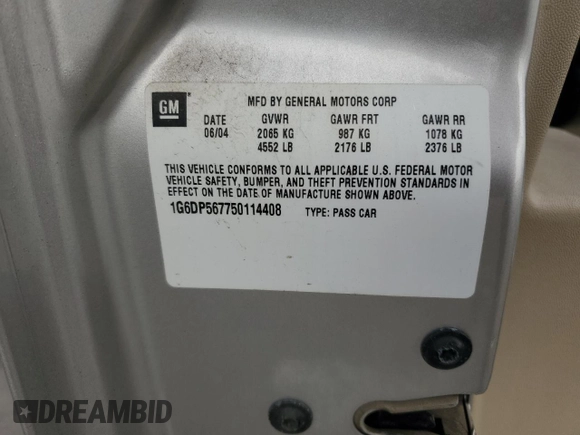 GM
MFD BY GENERAL MOTORS CORP
DATE GVWR GAWR FRT GAWR RR
06/04 2065 KG 987 KG 1078 KG
4552 LB 2176 LB 2376 LB
THIS VEHICLE CONFORMS TO ALL APPLICABLE U.S. FEDERAL MOTOR
VEHICLE SAFETY, BUMPER, AND THEFT PREVENTION STANDARDS IN
EFFECT ON THE DATE OF MANUFACTURE SHOWN ABOVE.
1G6DP567750114408 TYPE: PASS CAR
DREAMBID